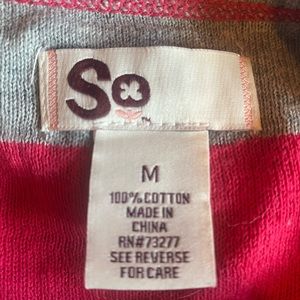 So
M
100% COTTON
MADE IN
CHINA
RN#73277
SEE REVERSE
FOR CARE